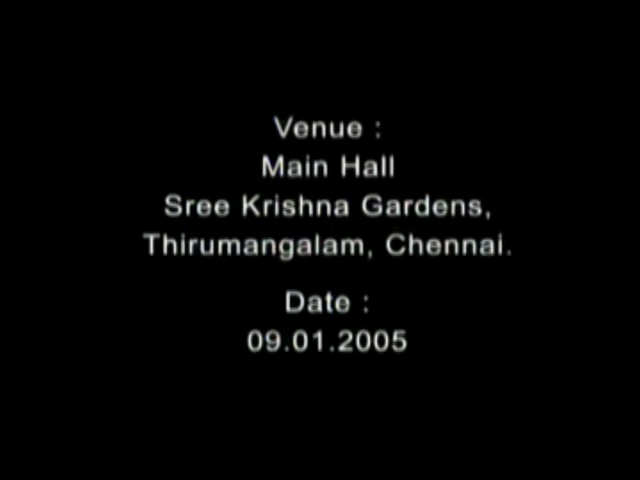 Venue :
Main Hall
Sree Krishna Gardens,
Thirumangalam, Chennai.
Date :
09.01.2005